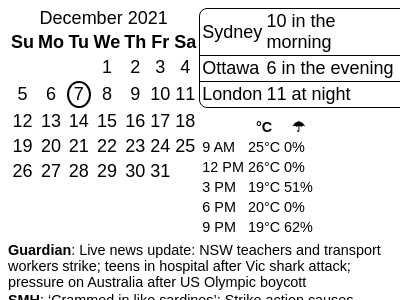 December 2021
Su Mo Tu We Th Fr Sa
1 2 3 4
5 6 7 8 9 10 11
12 13 14 15 16 17 18
19 20 21 22 23 24 25
26 27 28 29 30 31
Sydney 10 in the
morning
Ottawa 6 in the evening
London 11 at night
°C ☂
9 AM 25°C 0%
12 PM 26°C 0%
3 PM 19°C 51%
6 PM 20°C 0%
9 PM 19°C 62%
Guardian: Live news update: NSW teachers and transport
workers strike; teens in hospital after Vic shark attack;
pressure on Australia after US Olympic boycott
SMH: ‘Crammed in like sardines’: Strike action causes